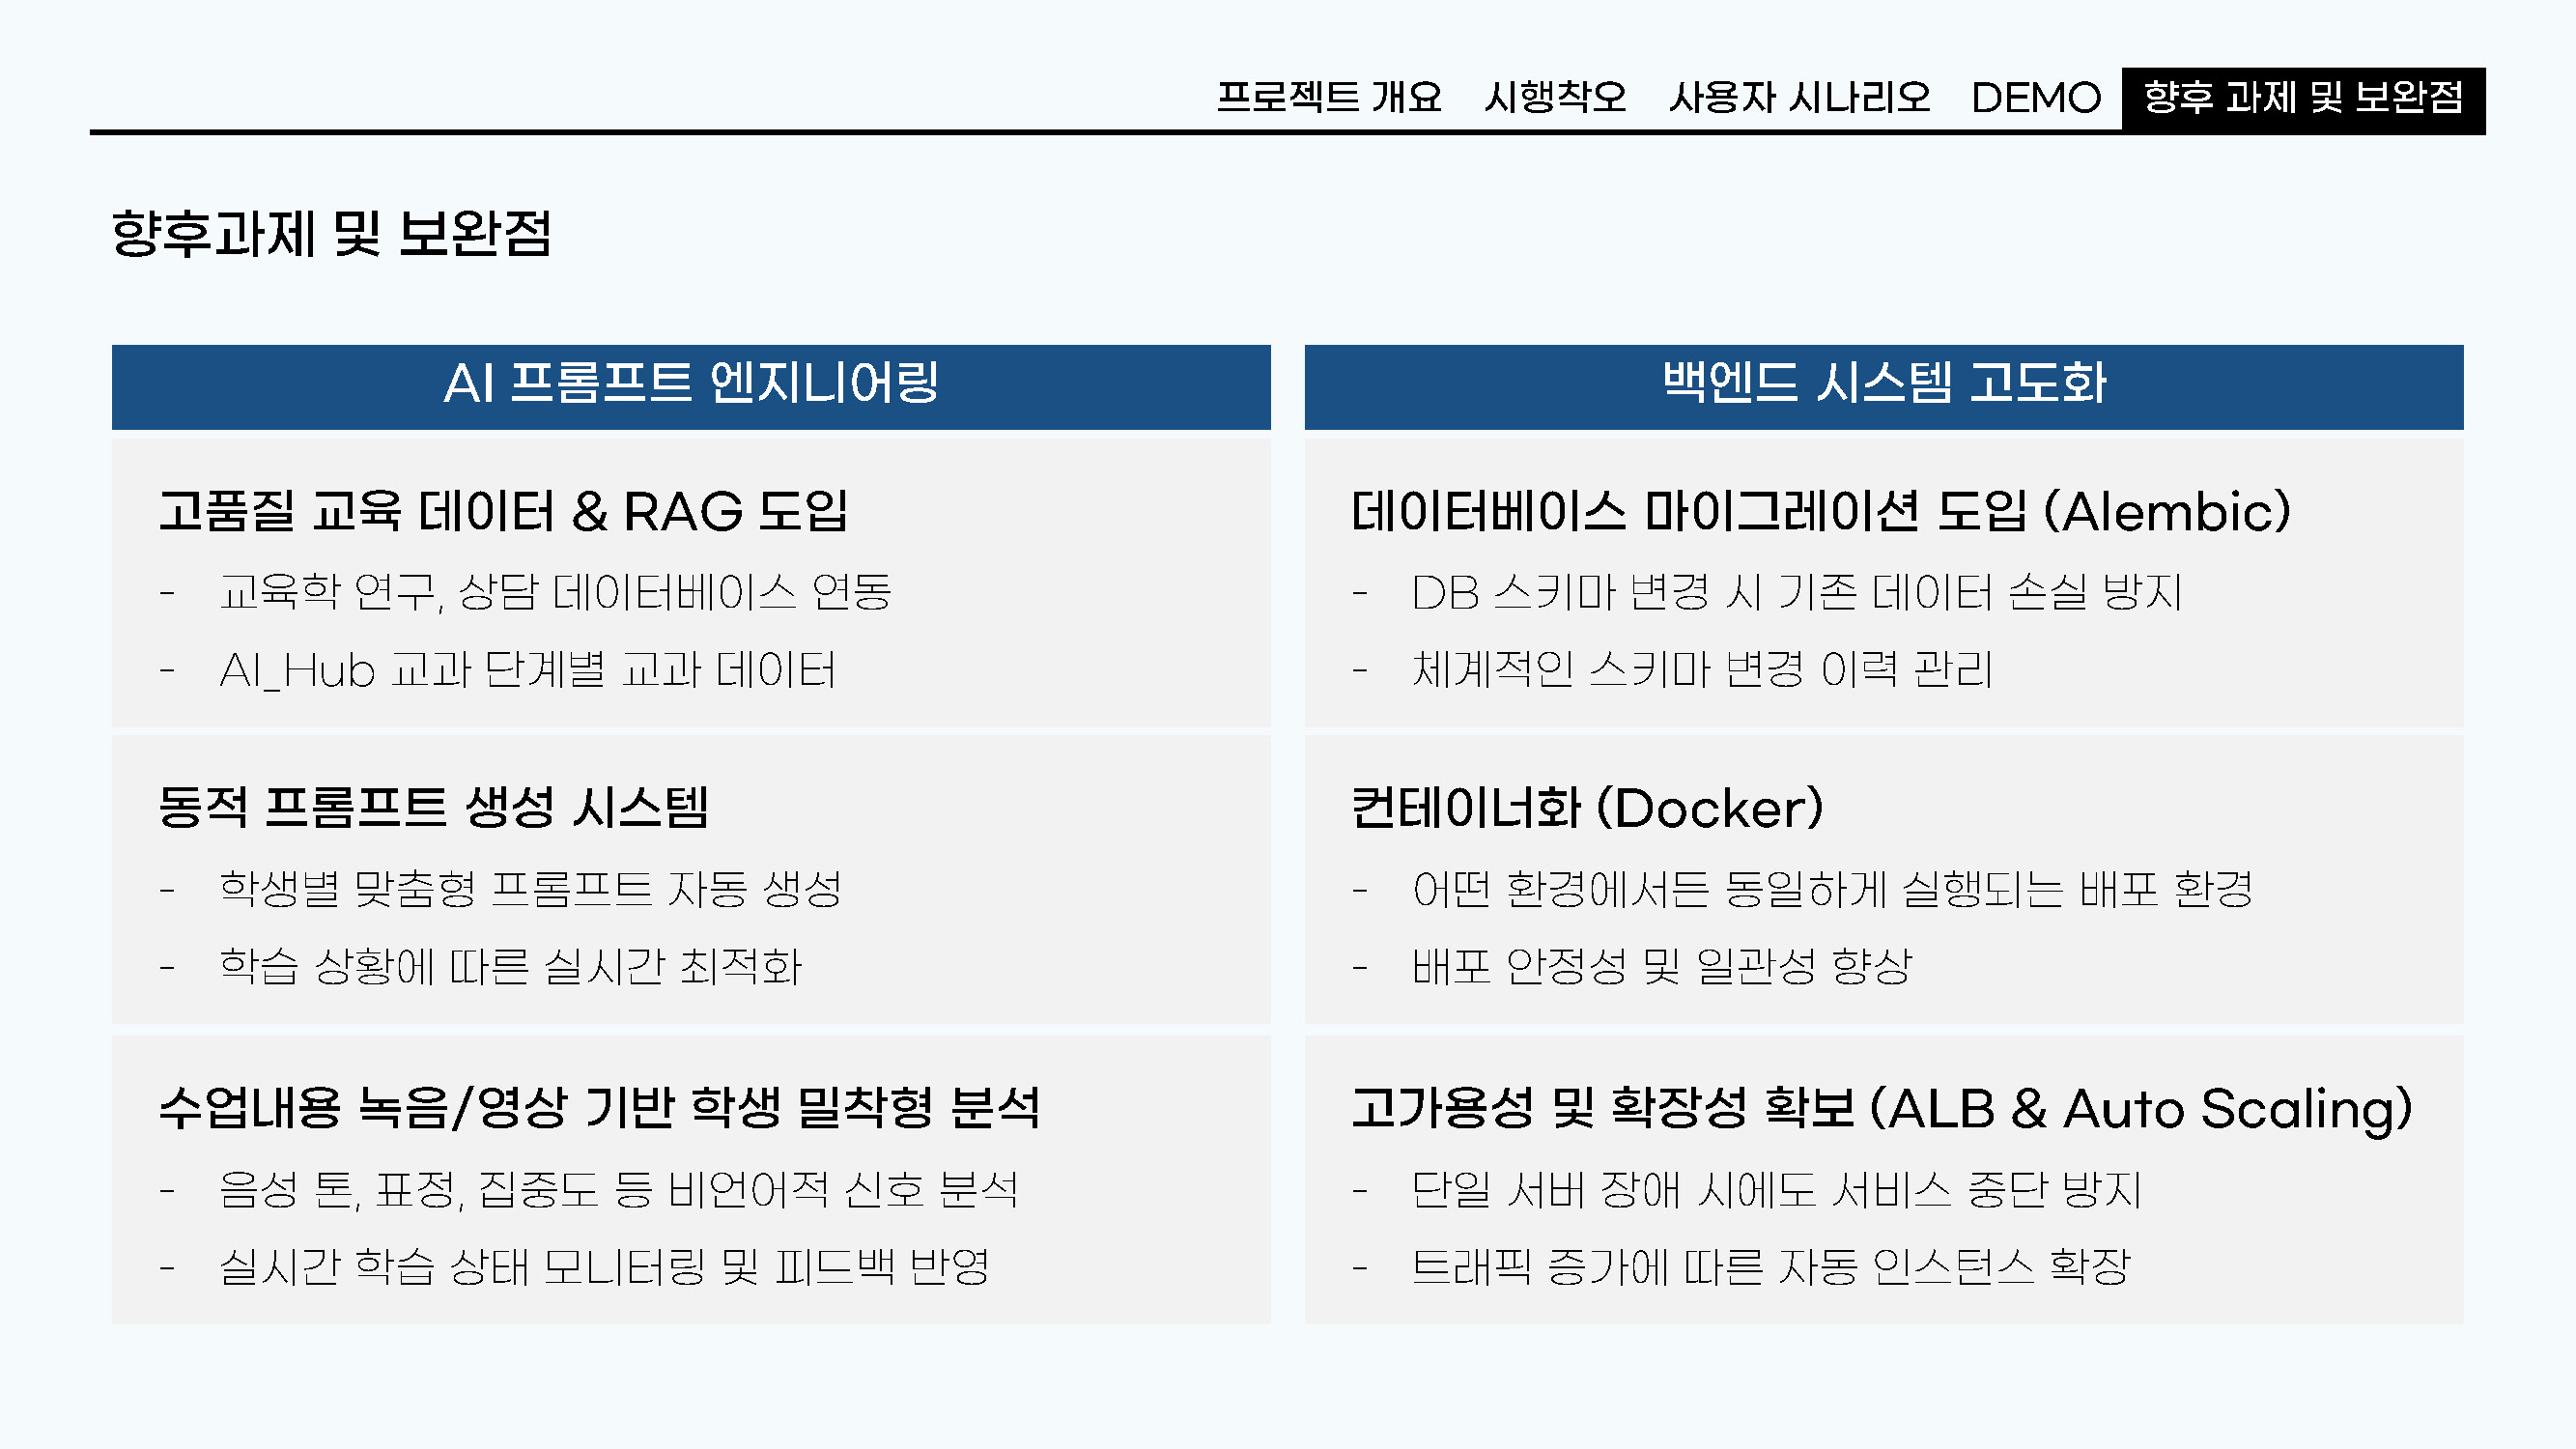 프로젝트 개요 시행착오 사용자 시나리오 DEMO 향후 과제 및 보완점
향후과제 및 보완점
AI 프롬프트 엔지니어링
고품질 교육 데이터 & RAG 도입
- 교육학 연구, 상담 데이터베이스 연동
- AI_Hub 교과 단계별 교과 데이터
동적 프롬프트 생성 시스템
- 학생별 맞춤형 프롬프트 자동 생성
- 학습 상황에 따른 실시간 최적화
수업내용 녹음/영상 기반 학생 밀착형 분석
- 음성 톤, 표정, 집중도 등 비언어적 신호 분석
- 실시간 학습 상태 모니터링 및 피드백 반영
백엔드 시스템 고도화
데이터베이스 마이그레이션 도입 (Alembic)
- DB 스키마 변경 시 기존 데이터 손실 방지
- 체계적인 스키마 변경 이력 관리
컨테이너화 (Docker)
- 어떤 환경에서든 동일하게 실행되는 배포 환경
- 배포 안정성 및 일관성 향상
고가용성 및 확장성 확보 (ALB & Auto Scaling)
- 단일 서버 장애 시에도 서비스 중단 방지
- 트래픽 증가에 따른 자동 인스턴스 확장